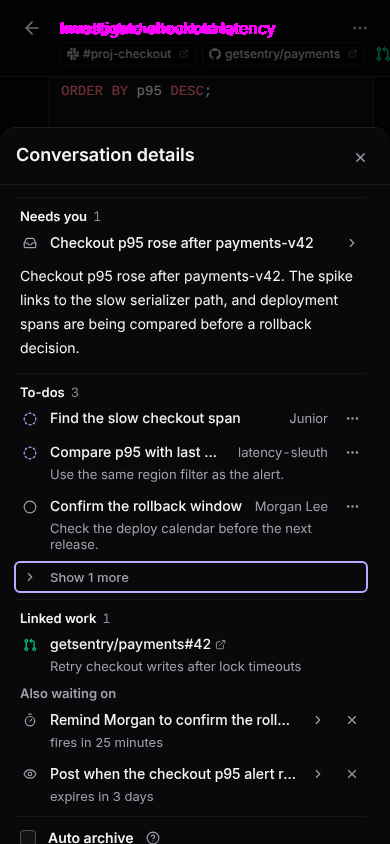 Investigate checkout latency
#proj-checkout getsentry/payments
ORDER BY p95 DESC;
Conversation details
Needs you 1
Checkout p95 rose after payments-v42
Checkout p95 rose after payments-v42. The spike
links to the slow serializer path, and deployment
spans are being compared before a rollback
decision.
To-dos 3
Find the slow checkout span Junior
Compare p95 with last ... latency-sleuth
Use the same region filter as the alert.
Confirm the rollback window Morgan Lee
Check the deploy calendar before the next
release.
Show 1 more
Linked work 1
getsentry/payments#42
Retry checkout writes after lock timeouts
Also waiting on
Remind Morgan to confirm the roll...
fires in 25 minutes
Post when the checkout p95 alert r...
expires in 3 days
Auto archive